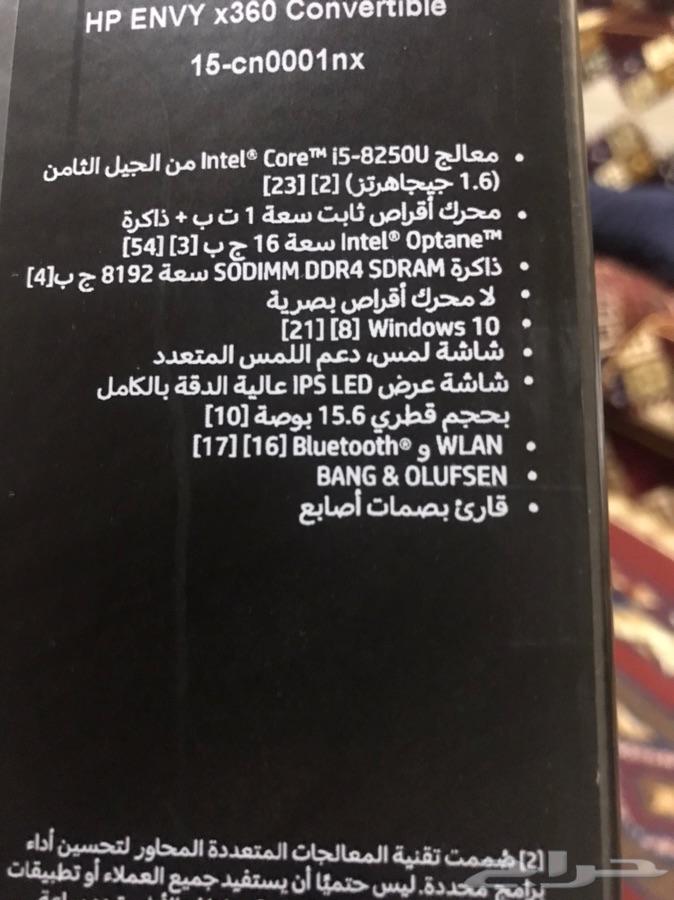 HP ENVY x360 Convertible
15-cn0001nx
• معالج Intel® Core™ i5-8250U من الجيل الثامن
(1.6 جيجاهرتز) [2] [23]
• محرك أقراص ثابت سعة 1 ت ب + ذاكرة
Intel® Optane™ سعة 16 ج ب [3] [54]
• ذاكرة SODIMM DDR4 SDRAM سعة 8192 ج ب[4]
• لا محرك أقراص بصرية
• Windows 10 [8] [21]
• شاشة لمس، دعم اللمس المتعدد
• شاشة عرض IPS LED عالية الدقة بالكامل
بحجم قطري 15.6 بوصة [10]
• WLAN و Bluetooth® [16] [17]
• BANG & OLUFSEN
• قارئ بصمات أصابع
[2] صُممت تقنية المعالجات المتعددة المحاور لتحسين أداء
برامج محددة. ليس حتميًا أن يستفيد جميع العملاء أو تطبيقات
حراج